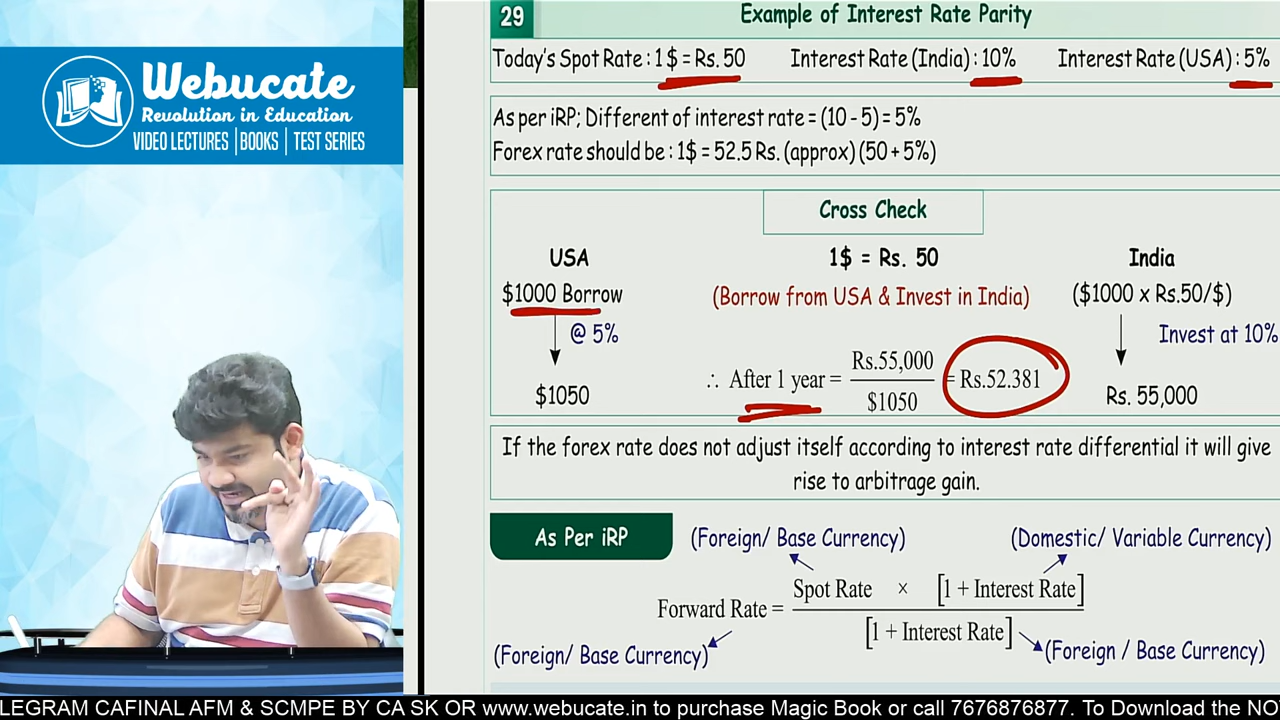 Webucate
Revolution in Education
VIDEO LECTURES | BOOKS | TEST SERIES
29
Example of Interest Rate Parity
Today's Spot Rate : 1 $ = Rs. 50 Interest Rate (India) : 10% Interest Rate (USA) : 5%
As per iRP; Different of interest rate = (10 - 5) = 5%
Forex rate should be : 1$ = 52.5 Rs. (approx) (50 + 5%)
Cross Check
USA 1$ = Rs. 50 India
$1000 Borrow (Borrow from USA & Invest in India) ($1000 x Rs.50/$)
@ 5% Invest at 10%
$1050 ∴ After 1 year = Rs.55,000 / $1050 = Rs.52.381 Rs. 55,000
If the forex rate does not adjust itself according to interest rate differential it will give
rise to arbitrage gain.
As Per iRP (Foreign/ Base Currency) (Domestic/ Variable Currency)
Forward Rate = Spot Rate × [1 + Interest Rate]
[1 + Interest Rate]
(Foreign/ Base Currency) (Foreign / Base Currency)
LEGRAM CAFINAL AFM & SCMPE BY CA SK OR www.webucate.in to purchase Magic Book or call 7676876877. To Download the NO